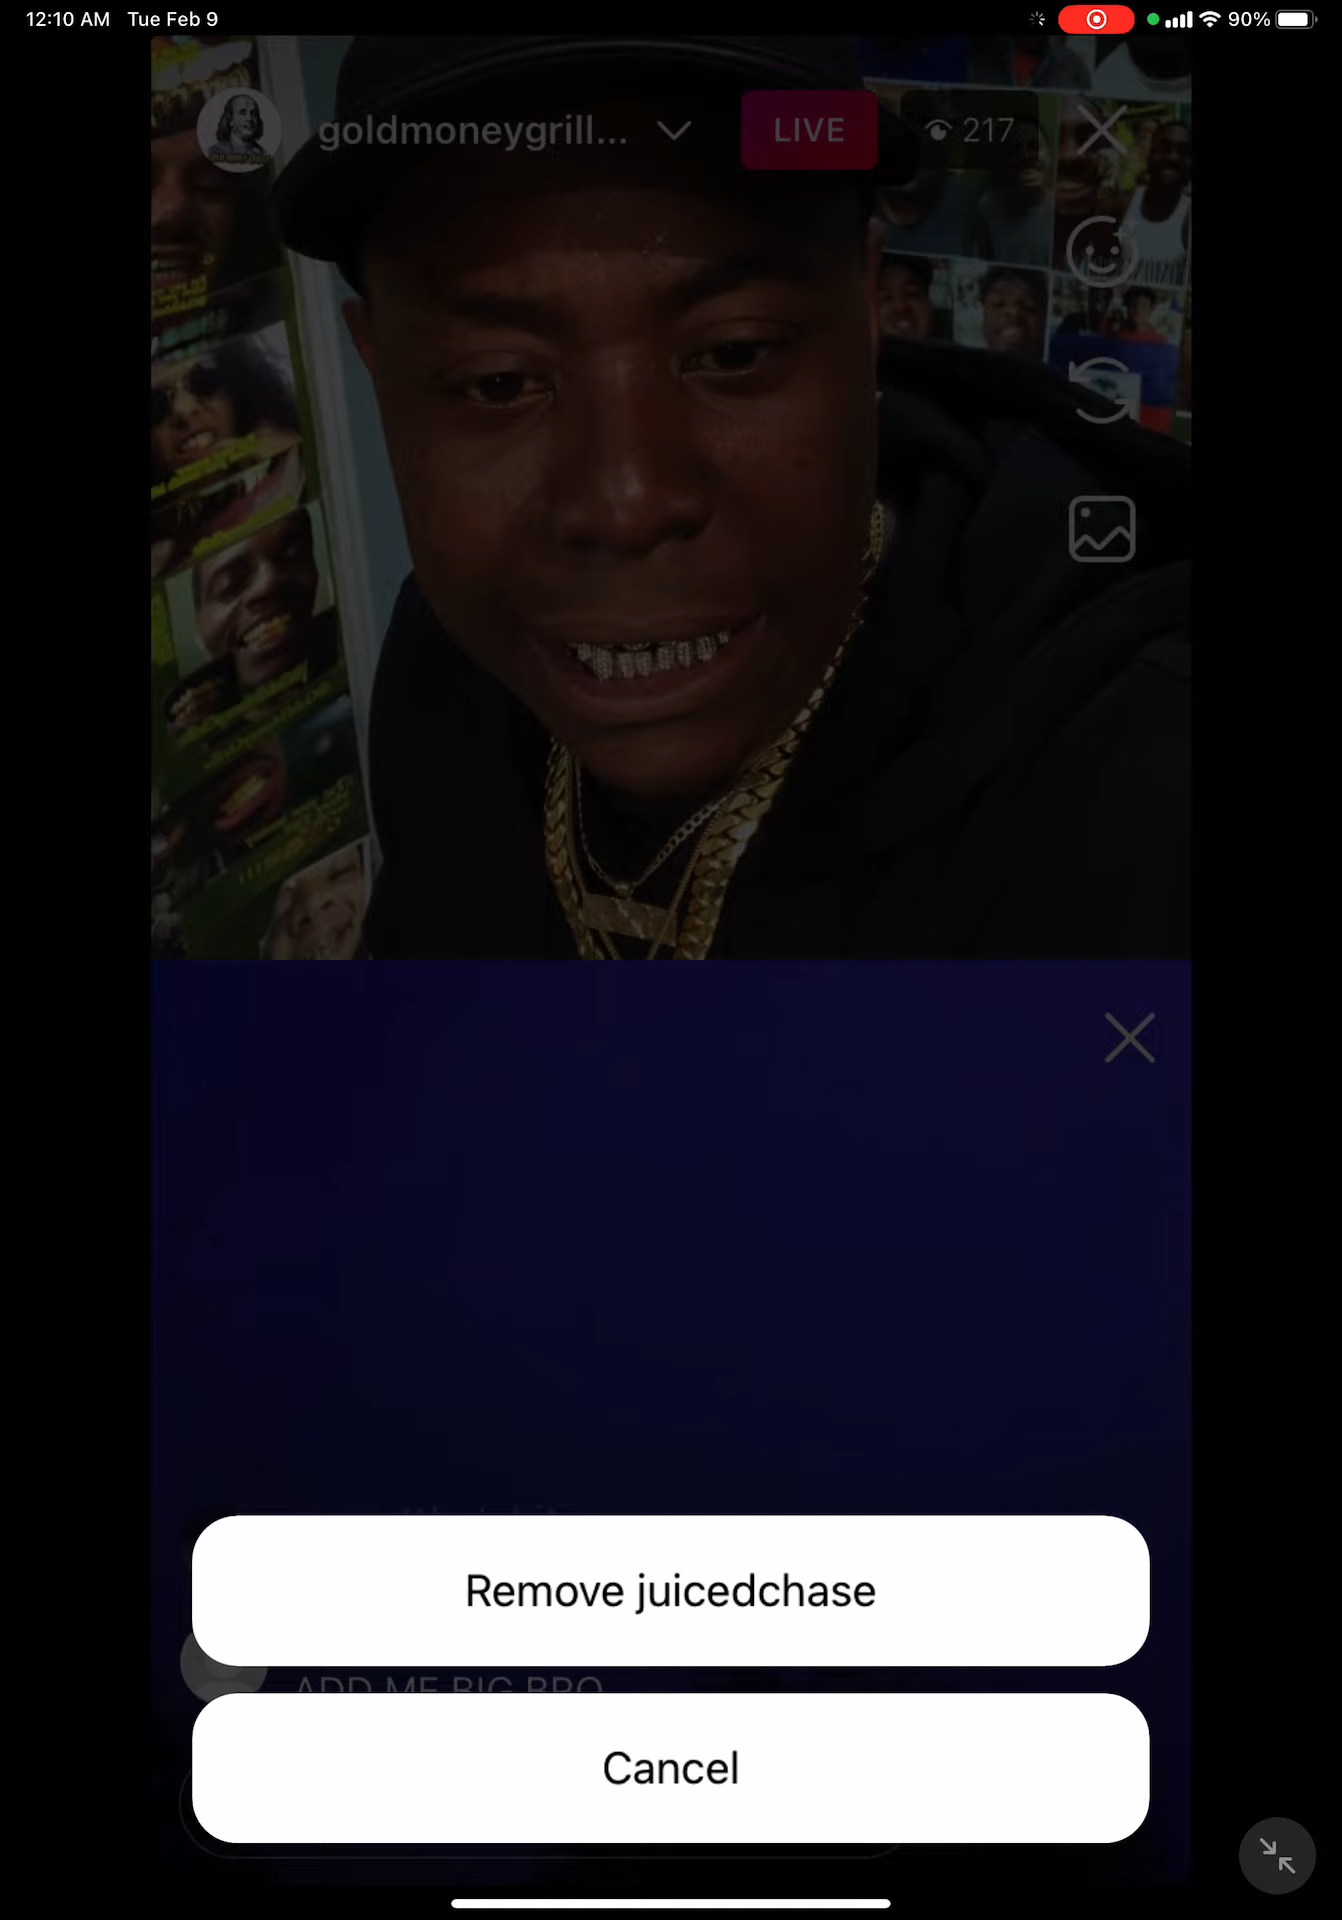 12:10 AM Tue Feb 9
90%
goldmoneygrill...
LIVE
217
Remove juicedchase
ADD ME BIG BRO
Cancel